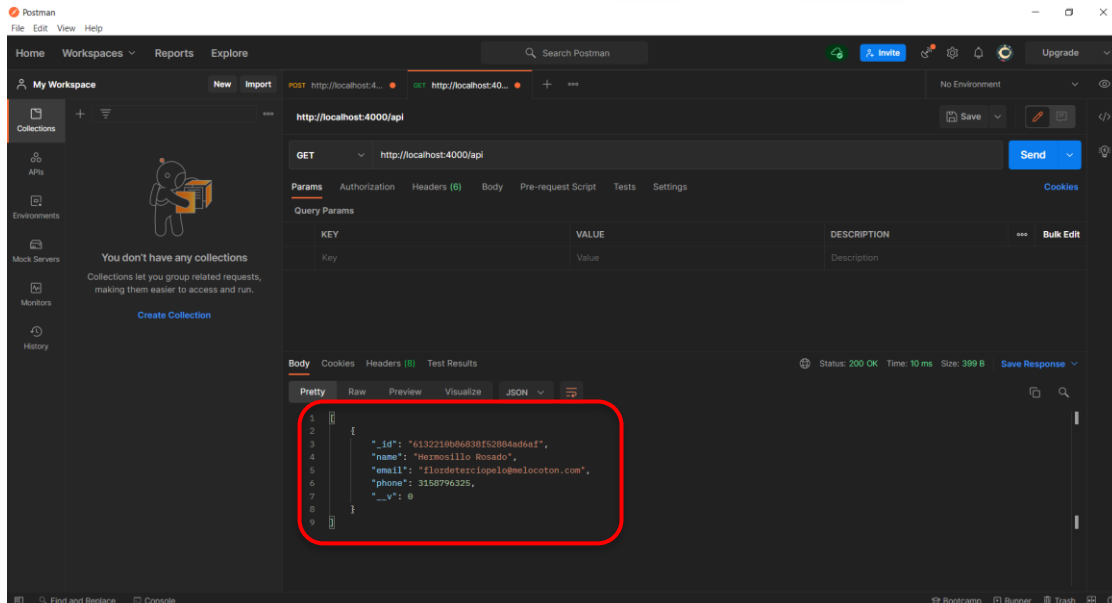 Postman
File Edit View Help
Home Workspaces Reports Explore Search Postman Invite Upgrade
My Workspace New Import POST http://localhost:4... GET http://localhost:40... No Environment
Collections
APIs
Environments
Mock Servers
Monitors
History
You don't have any collections
Collections let you group related requests,
making them easier to access and run.
Create Collection
http://localhost:4000/api Save
GET http://localhost:4000/api Send
Params Authorization Headers (6) Body Pre-request Script Tests Settings Cookies
Query Params
KEY VALUE DESCRIPTION Bulk Edit
Key Value Description
Body Cookies Headers (8) Test Results Status: 200 OK Time: 10 ms Size: 399 B Save Response
Pretty Raw Preview Visualize JSON
1 [
2 {
3 "_id": "6132210b86838f52884ad6af",
4 "name": "Hermosillo Rosado",
5 "email": "flordeterciopelo@melocoton.com",
6 "phone": 3158796325,
7 "__v": 0
8 }
9 ]
Find and Replace Console Bootcamp Runner Trash